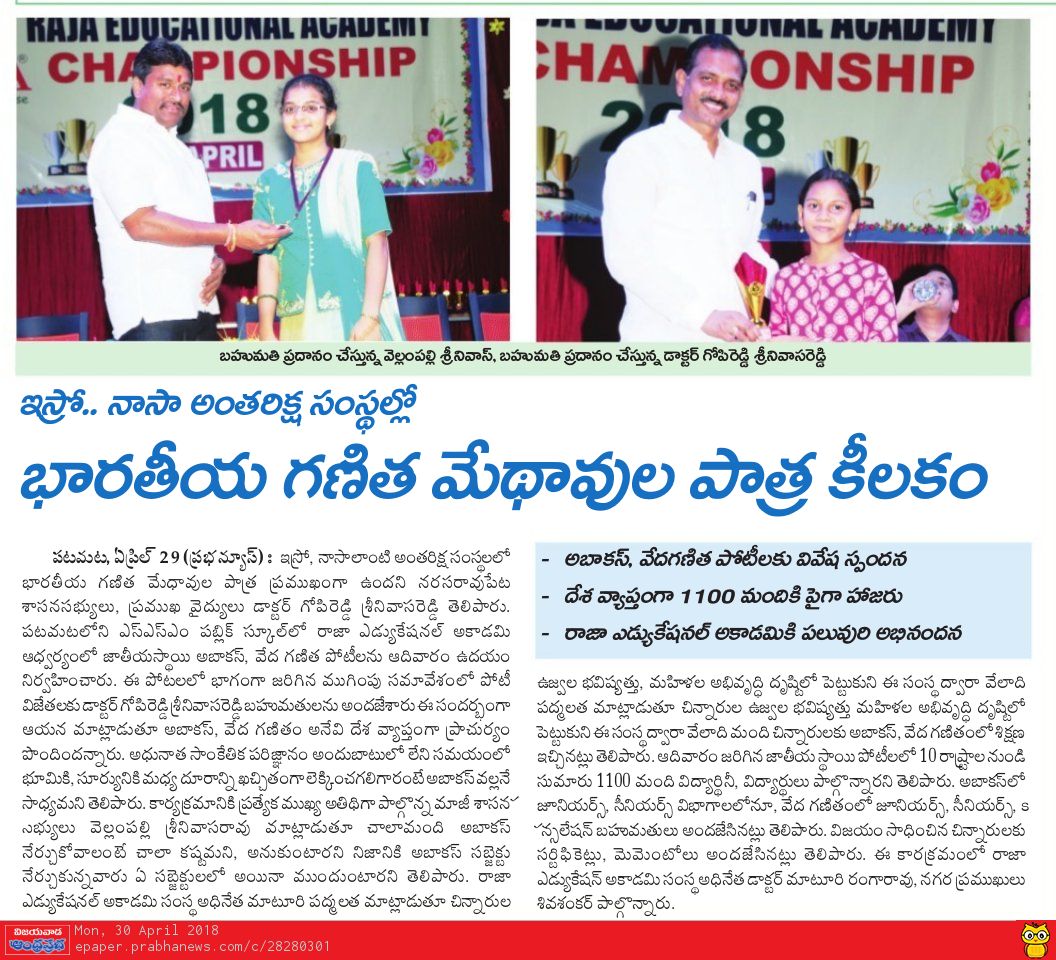 RAJA EDUCATIONAL ACADEMY
CHAMPIONSHIP
2018
APRIL
EDUCATIONAL ACADEMY
CHAMPIONSHIP
2018
బహుమతి ప్రదానం చేస్తున్న వెల్లంపల్లి శ్రీనివాస్, బహుమతి ప్రదానం చేస్తున్న డాక్టర్ గోపిరెడ్డి శ్రీనివాసరెడ్డి
ఇస్రో.. నాసా అంతరిక్ష సంస్థల్లో
భారతీయ గణిత మేథావుల పాత్ర కీలకం
పటమట, ఏప్రిల్ 29 (ప్రభన్యూస్) : ఇస్రో, నాసాలాంటి అంతరిక్ష సంస్థలలో
భారతీయ గణిత మేధావుల పాత్ర ప్రముఖంగా ఉందని నరసరావుపేట
శాసనసభ్యులు, ప్రముఖ వైద్యులు డాక్టర్ గోపిరెడ్డి శ్రీనివాసరెడ్డి తెలిపారు.
పటమటలోని ఎస్ఎస్ఎం పబ్లిక్ స్కూల్‌లో రాజా ఎడ్యుకేషనల్ అకాడమి
ఆధ్వర్యంలో జాతీయస్థాయి అబాకస్, వేద గణిత పోటీలను ఆదివారం ఉదయం
నిర్వహించారు. ఈ పోటలలో భాగంగా జరిగిన ముగింపు సమావేశంలో పోటీ
విజేతలకు డాక్టర్ గోపిరెడ్డి శ్రీనివాసరెడ్డి బహుమతులను అందజేశారు ఈ సందర్భంగా
ఆయన మాట్లాడుతూ అబాకస్, వేద గణితం అనేవి దేశ వ్యాప్తంగా ప్రాచుర్యం
పొందిందన్నారు. అధునాత సాంకేతిక పరిజ్ఞానం అందుబాటులో లేని సమయంలో
భూమికి, సూర్యునికి మధ్య దూరాన్ని ఖచ్చితంగా లెక్కించగలిగారంటే అబాకస్ వల్లనే
సాధ్యమని తెలిపారు. కార్యక్రమానికి ప్రత్యేక ముఖ్య అతిథిగా పాల్గొన్న మాజీ శాసన
సభ్యులు వెల్లంపల్లి శ్రీనివాసరావు మాట్లాడుతూ చాలామంది అబాకస్
నేర్చుకోవాలంటే చాలా కష్టమని, అనుకుంటారని నిజానికి అబాకస్ సబ్జెక్టు
నేర్చుకున్నవారు ఏ సబ్జెక్టులలో అయినా ముందుంటారని తెలిపారు. రాజా
ఎడ్యుకేషనల్ అకాడమి సంస్థ అధినేత మాటూరి పద్మలత మాట్లాడుతూ చిన్నారుల
- అబాకస్, వేదగణిత పోటీలకు వివేష స్పందన
- దేశ వ్యాప్తంగా 1100 మందికి పైగా హాజరు
- రాజా ఎడ్యుకేషనల్ అకాడమికి పలువురి అభినందన
ఉజ్వల భవిష్యత్తు, మహిళల అభివృద్ధి దృష్టిలో పెట్టుకుని ఈ సంస్థ ద్వారా వేలాది
పద్మలత మాట్లాడుతూ చిన్నారుల ఉజ్వల భవిష్యత్తు మహిళల అభివృద్ధి దృష్టిలో
పెట్టుకుని ఈ సంస్థ ద్వారా వేలాది మంది చిన్నారులకు అబాకస్, వేద గణితంలో శిక్షణ
ఇచ్చినట్లు తెలిపారు. ఆదివారం జరిగిన జాతీయ స్థాయి పోటీలలో 10 రాష్ట్రాల నుండి
సుమారు 1100 మంది విద్యార్థినీ, విద్యార్థులు పాల్గొన్నారని తెలిపారు. అబాకస్‌లో
జూనియర్స్, సీనియర్స్ విభాగాలలోనూ, వేద గణితంలో జూనియర్స్, సీనియర్స్,
న్సలేషన్ బహుమతులు అందజేసినట్లు తెలిపారు. విజయం సాధించిన చిన్నారులకు
సర్టిఫికెట్లు, మెమెంటోలు అందజేసినట్లు తెలిపారు. ఈ కారక్రమంలో రాజా
ఎడ్యుకేషన్ అకాడమి సంస్థ అధినేత డాక్టర్ మాటూరి రంగారావు, నగర ప్రముఖులు
శివశంకర్ పాల్గొన్నారు.
విజయవాడ
ఆంధ్రప్రభ
Mon, 30 April 2018
epaper.prabhanews.com/c/28280301